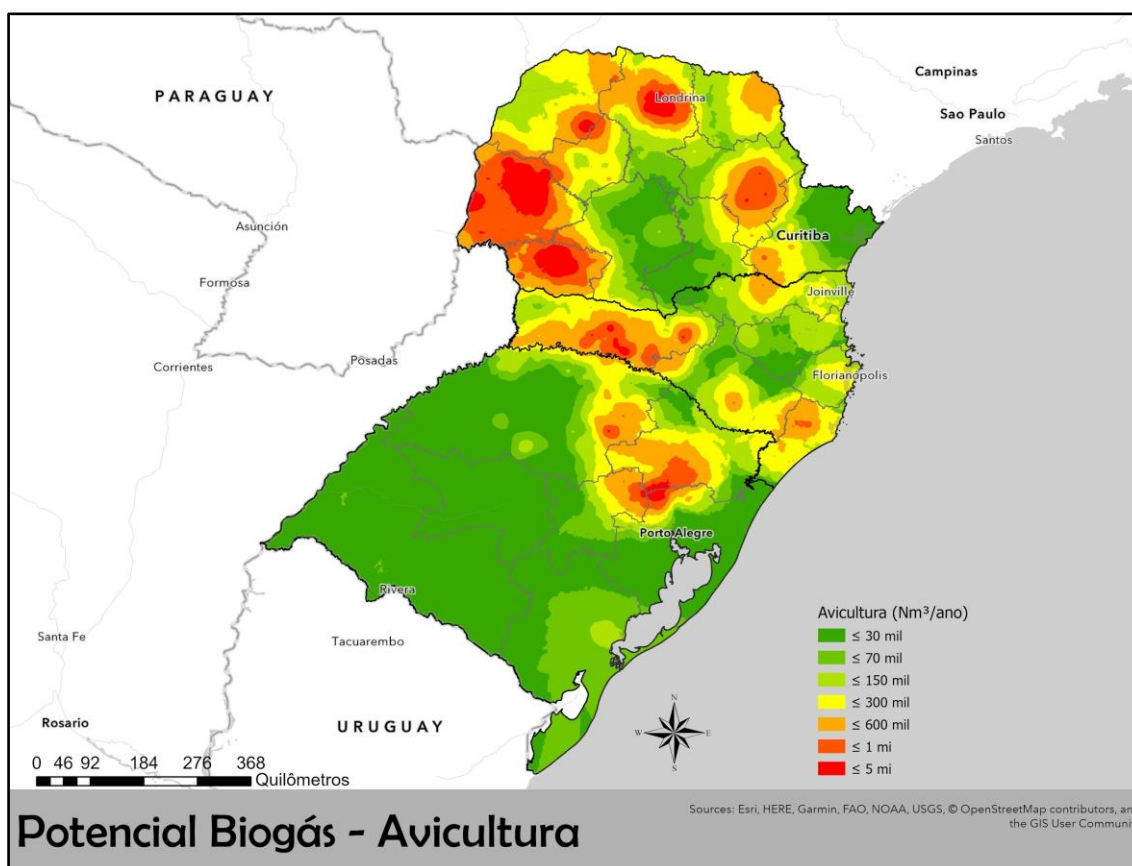 PARAGUAY
Campinas
Sao Paulo
Santos
Londrina
Asunción
Curitiba
Formosa
Joinville
Posadas
Corrientes
Florianópolis
Porto Alegre
Rivera
Santa Fe
Tacuarembo
Rosario
URUGUAY
N
W E
S
Avicultura (Nm³/ano)
≤ 30 mil
≤ 70 mil
≤ 150 mil
≤ 300 mil
≤ 600 mil
≤ 1 mi
≤ 5 mi
0 46 92 184 276 368
Quilômetros
Potencial Biogás - Avicultura
Sources: Esri, HERE, Garmin, FAO, NOAA, USGS, © OpenStreetMap contributors, an
the GIS User Communit